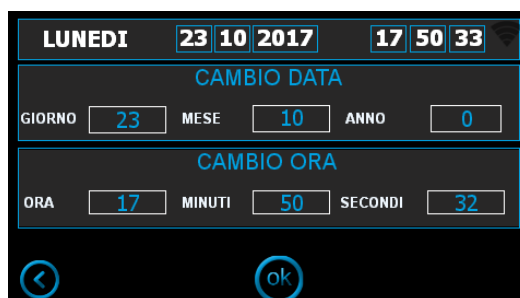 LUNEDI 23 10 2017 17 50 33
CAMBIO DATA
GIORNO 23 MESE 10 ANNO 0
CAMBIO ORA
ORA 17 MINUTI 50 SECONDI 32
ok